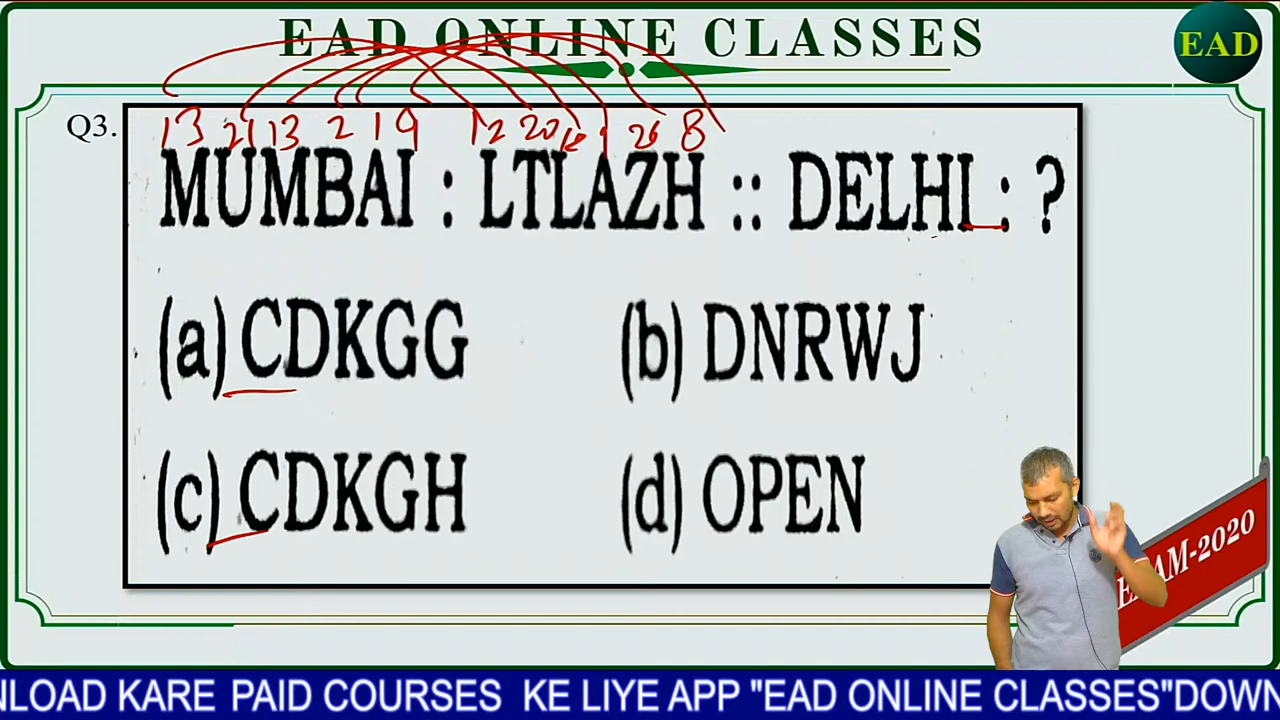 EAD ONLINE CLASSES
EAD
Q3.
13 21 13 2 1 9 12 20 12 1 26 8
MUMBAI : LTLAZH :: DELHI : ?
(a) CDKGG (b) DNRWJ
(c) CDKGH (d) OPEN
AM-2020
NLOAD KARE PAID COURSES KE LIYE APP "EAD ONLINE CLASSES"DOWN